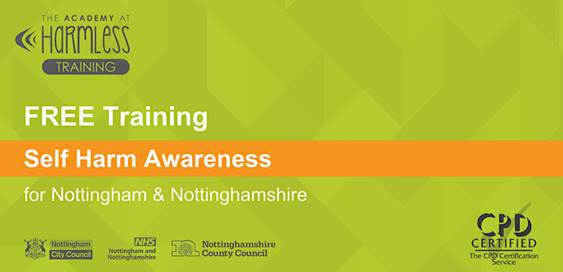 THE ACADEMY AT
HARMLESS
TRAINING
FREE Training
Self Harm Awareness
for Nottingham & Nottinghamshire
Nottingham
City Council
NHS
Nottingham and
Nottinghamshire
Nottinghamshire
County Council
CPD
CERTIFIED
The CPD Certification
Service